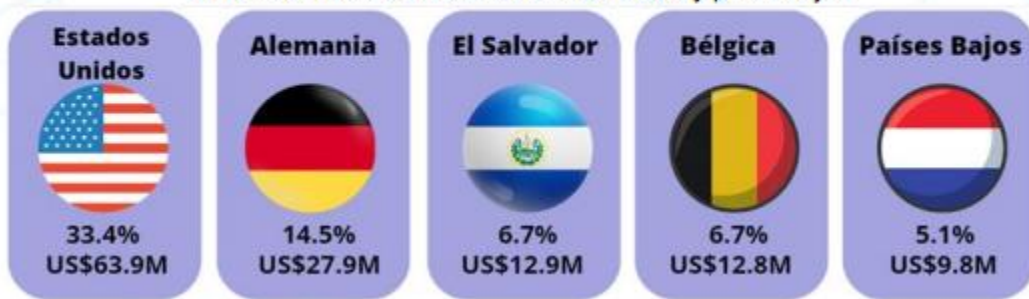 Estados
Unidos
33.4%
US$63.9M
Alemania
14.5%
US$27.9M
El Salvador
6.7%
US$12.9M
Bélgica
6.7%
US$12.8M
Países Bajos
5.1%
US$9.8M